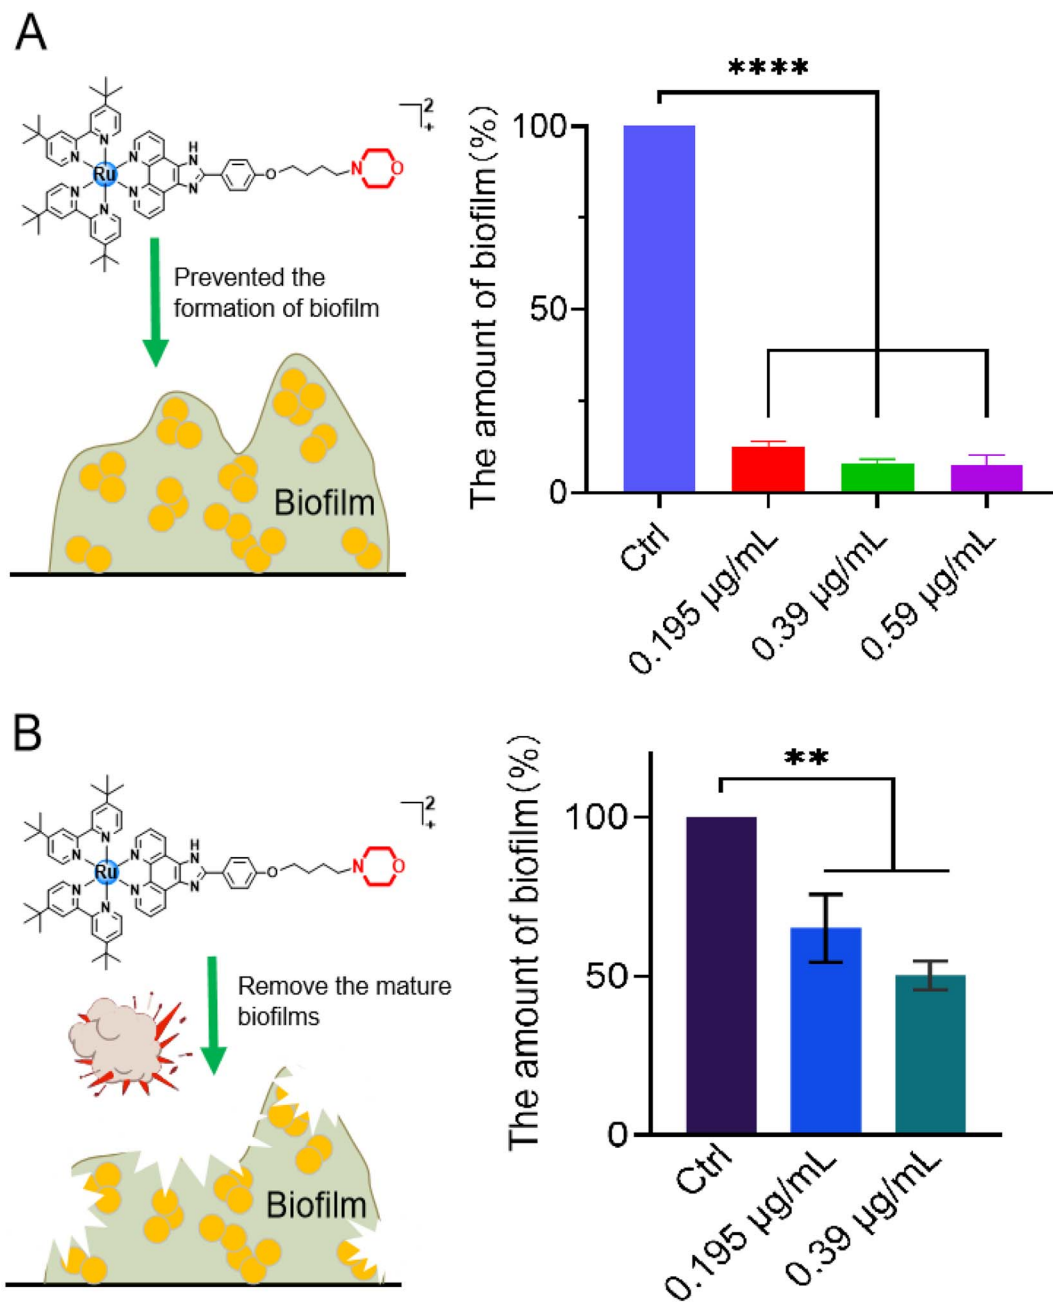 A
2
+
N
N
N
N
N
N
Ru
H
N
N
O
N
O
Prevented the
formation of biofilm
Biofilm
****
The amount of biofilm(%)
100
50
0
Ctrl
0.195 µg/mL
0.39 µg/mL
0.59 µg/mL
B
2
+
N
N
N
N
N
N
Ru
H
N
N
O
N
O
Remove the mature
biofilms
Biofilm
**
The amount of biofilm(%)
100
50
0
Ctrl
0.195 µg/mL
0.39 µg/mL